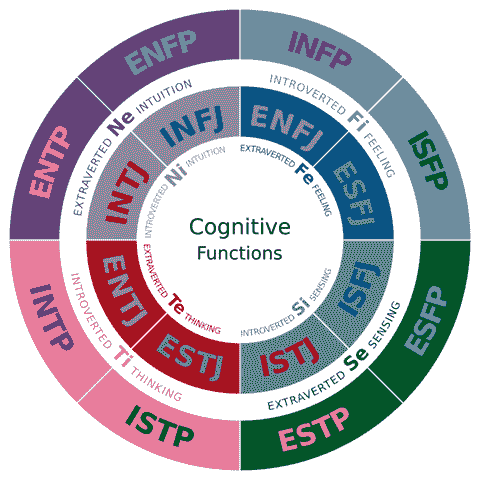 ENFP
INFP
ENTP
ISFP
EXTRAVERTED Ne INTUITION
INTROVERTED Fi FEELING
INFJ
ENFJ
INTJ
ESFJ
INTROVERTED Ni INTUITION
EXTRAVERTED Fe FEELING
Cognitive
Functions
EXTRAVERTED Te THINKING
INTROVERTED Si SENSING
ENTJ
ISFJ
ESTJ
ISTJ
INTROVERTED Ti THINKING
EXTRAVERTED Se SENSING
INTP
ESFP
ISTP
ESTP